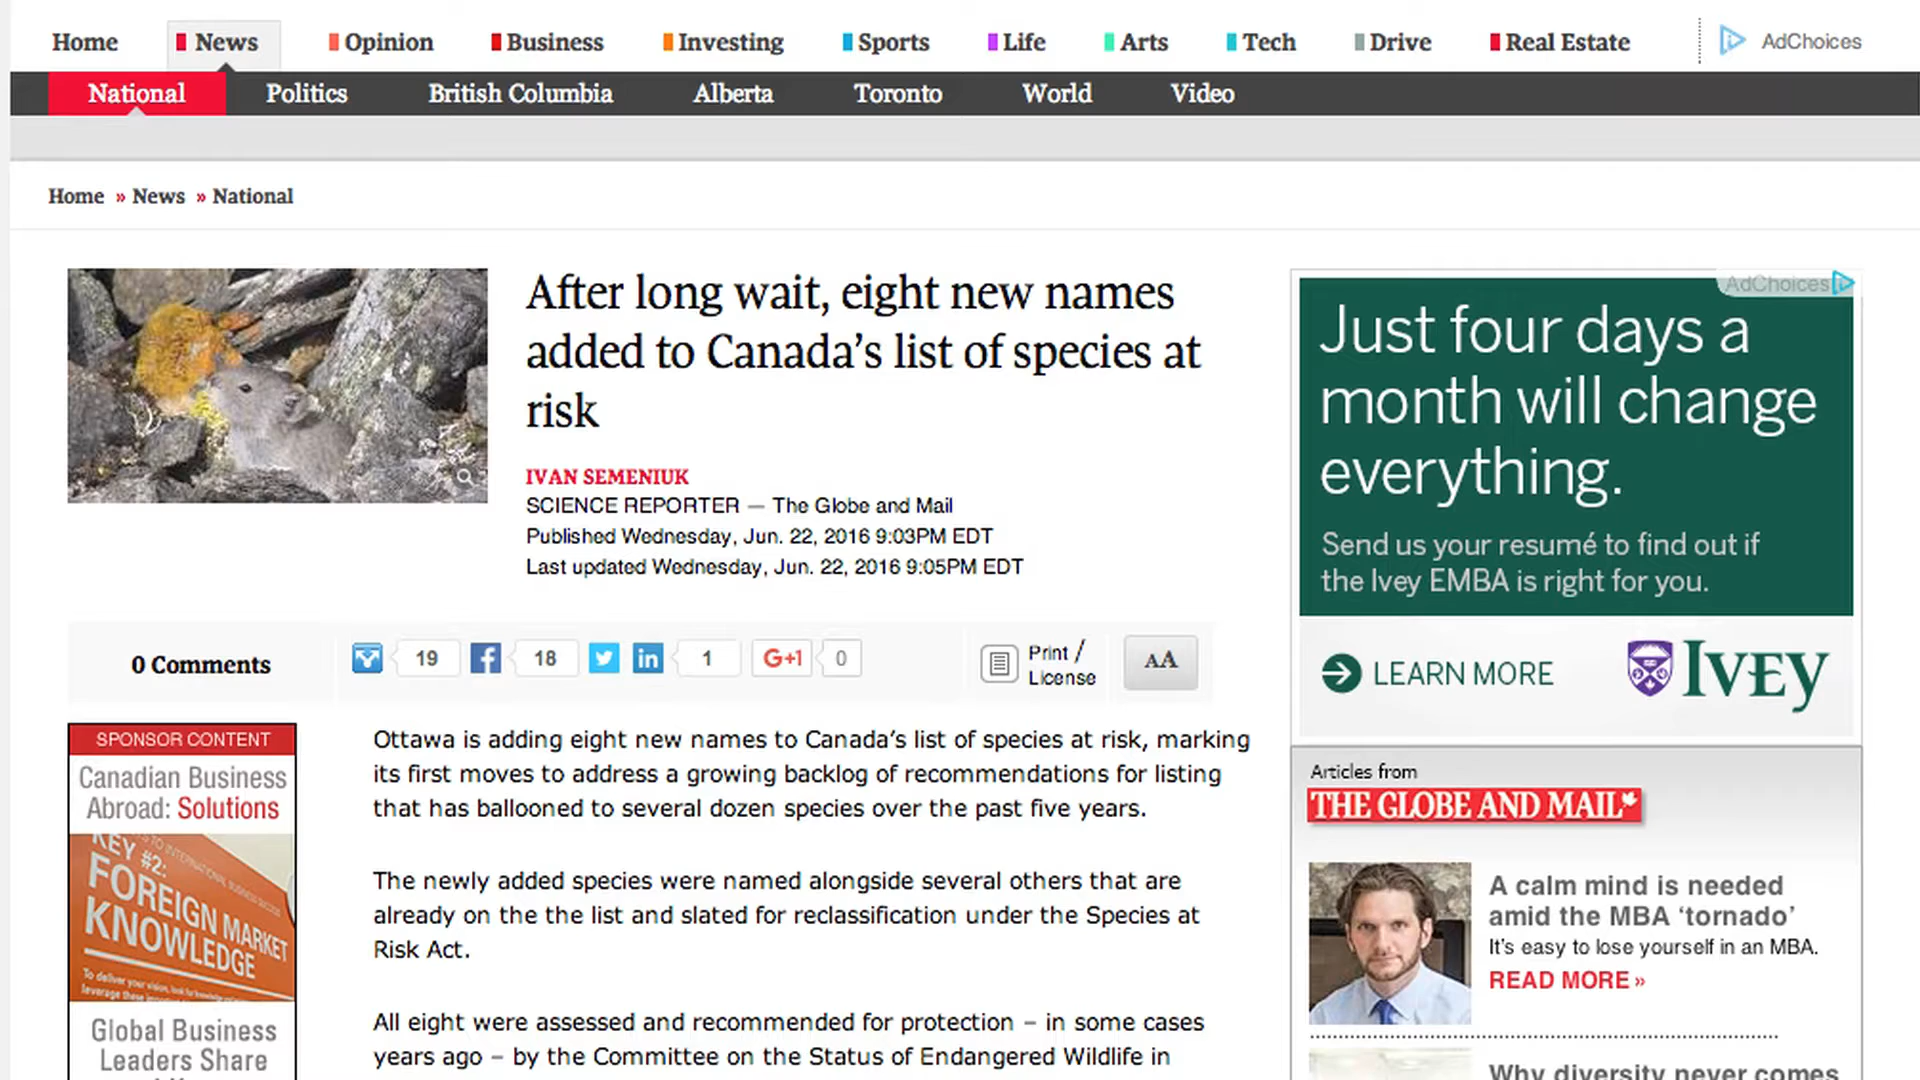 Home News Opinion Business Investing Sports Life Arts Tech Drive Real Estate AdChoices
National Politics British Columbia Alberta Toronto World Video
Home » News » National
After long wait, eight new names
added to Canada’s list of species at
risk
IVAN SEMENIUK
SCIENCE REPORTER — The Globe and Mail
Published Wednesday, Jun. 22, 2016 9:03PM EDT
Last updated Wednesday, Jun. 22, 2016 9:05PM EDT
0 Comments
19
18
in
1
G+1
0
Print /
License
AA
SPONSOR CONTENT
Canadian Business
Abroad: Solutions
KEY #2:
FOREIGN MARKET
KNOWLEDGE
Global Business
Leaders Share
Ottawa is adding eight new names to Canada’s list of species at risk, marking
its first moves to address a growing backlog of recommendations for listing
that has ballooned to several dozen species over the past five years.
The newly added species were named alongside several others that are
already on the the list and slated for reclassification under the Species at
Risk Act.
All eight were assessed and recommended for protection – in some cases
years ago – by the Committee on the Status of Endangered Wildlife in
AdChoices
Just four days a
month will change
everything.
Send us your resumé to find out if
the Ivey EMBA is right for you.
LEARN MORE
IVEY
Articles from
THE GLOBE AND MAIL
A calm mind is needed
amid the MBA ‘tornado’
It’s easy to lose yourself in an MBA.
READ MORE »
Why diversity never comes